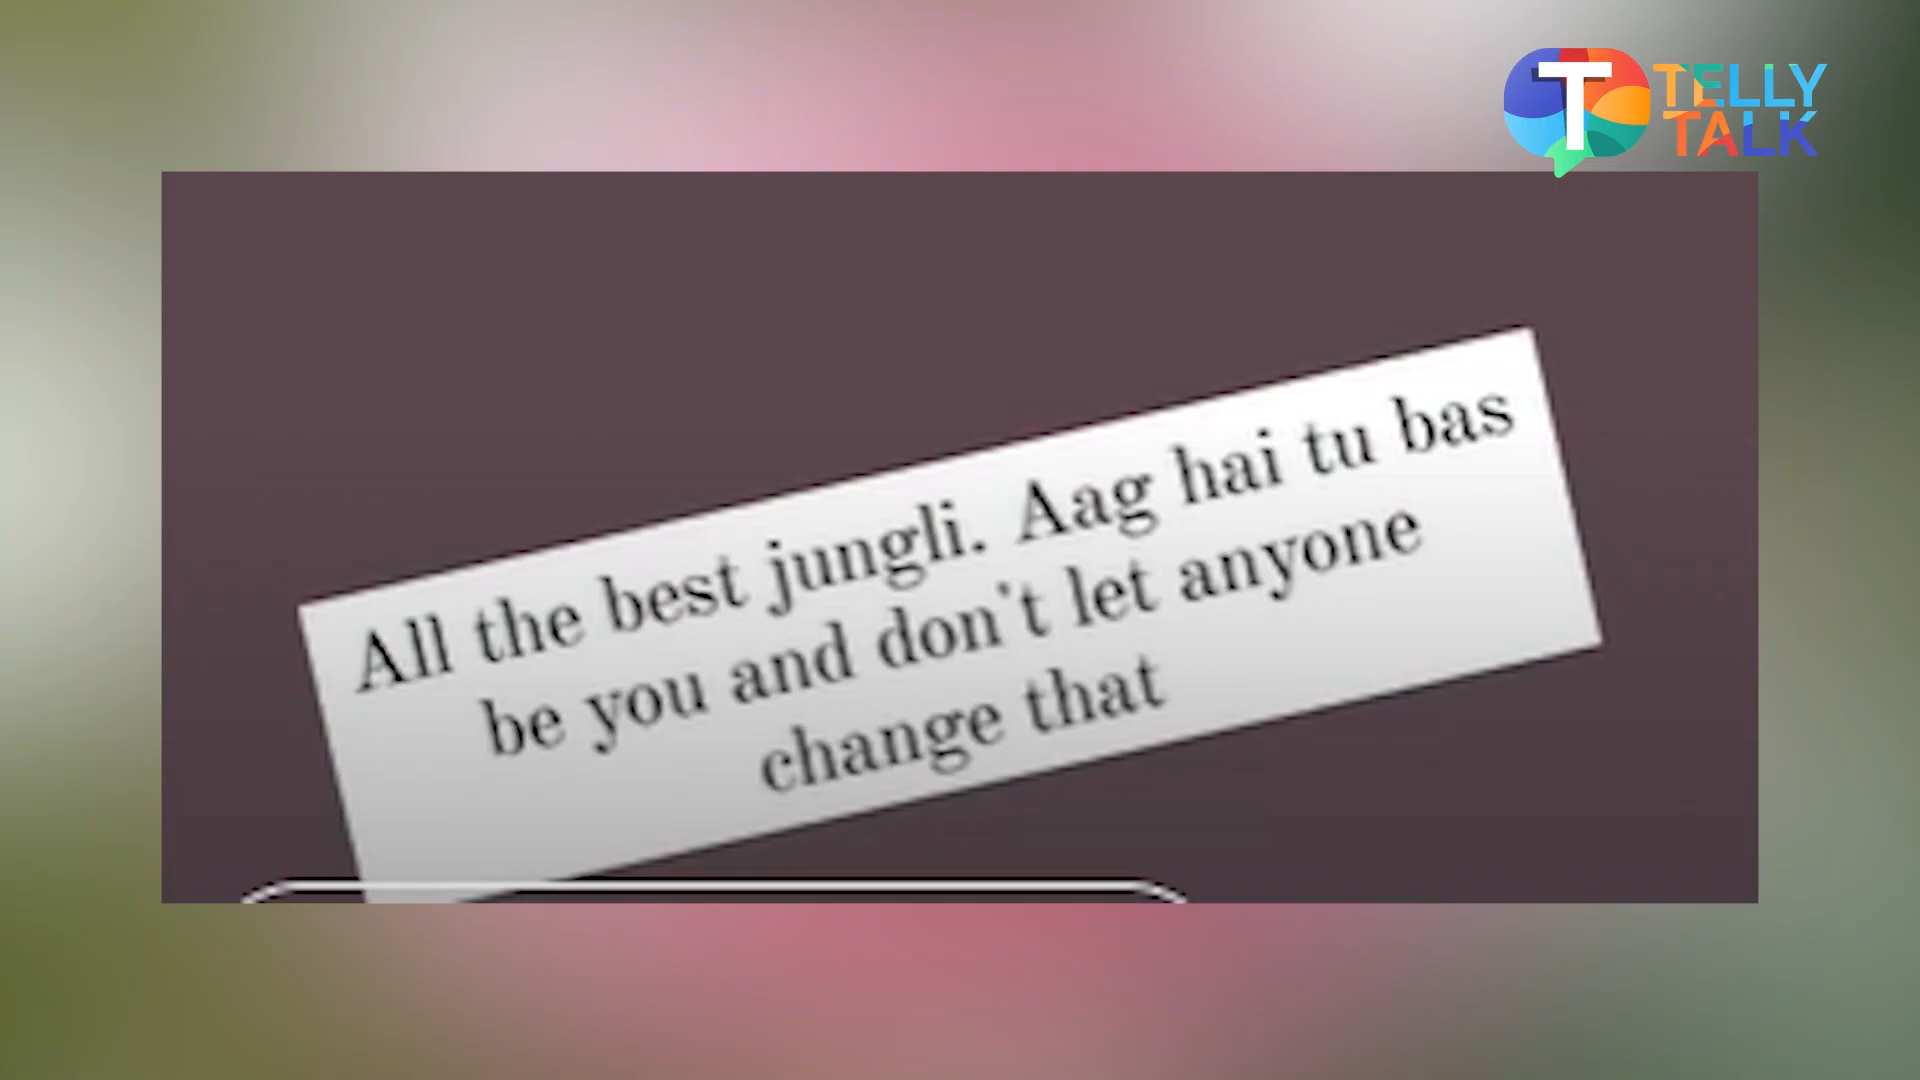 T TELLY
TALK
All the best jungli. Aag hai tu bas
be you and don't let anyone
change that